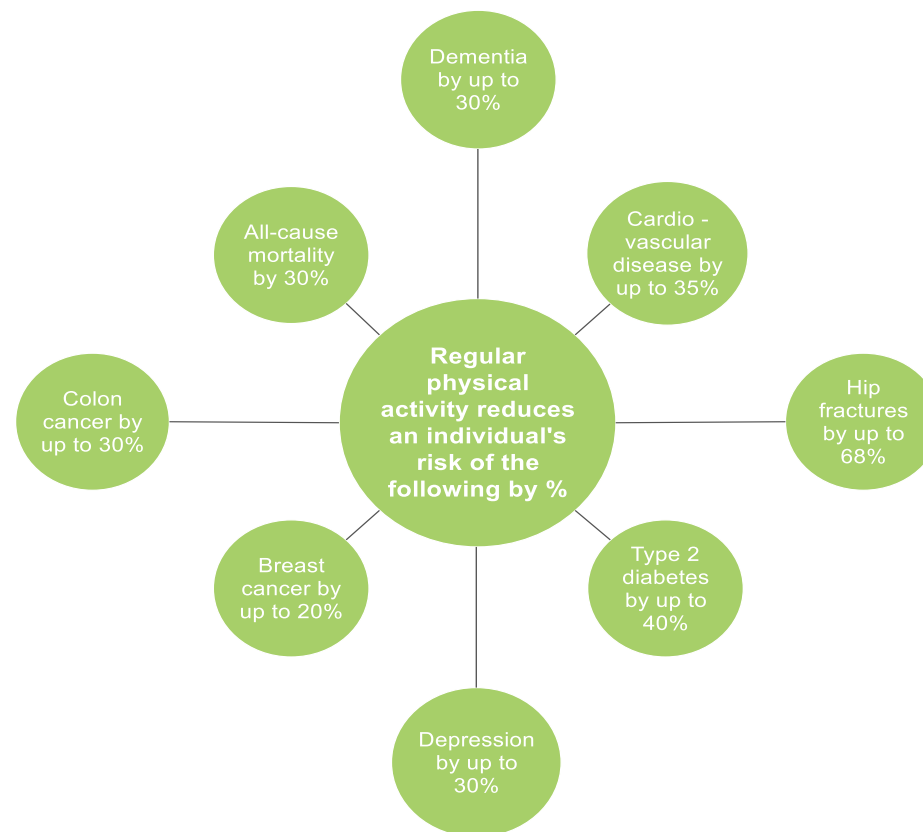 Dementia
by up to
30%
All-cause
mortality
by 30%
Cardio -
vascular
disease by
up to 35%
Regular
physical
activity reduces
an individual's
risk of the
following by %
Colon
cancer by
up to 30%
Hip
fractures
by up to
68%
Breast
cancer by
up to 20%
Type 2
diabetes
by up to
40%
Depression
by up to
30%